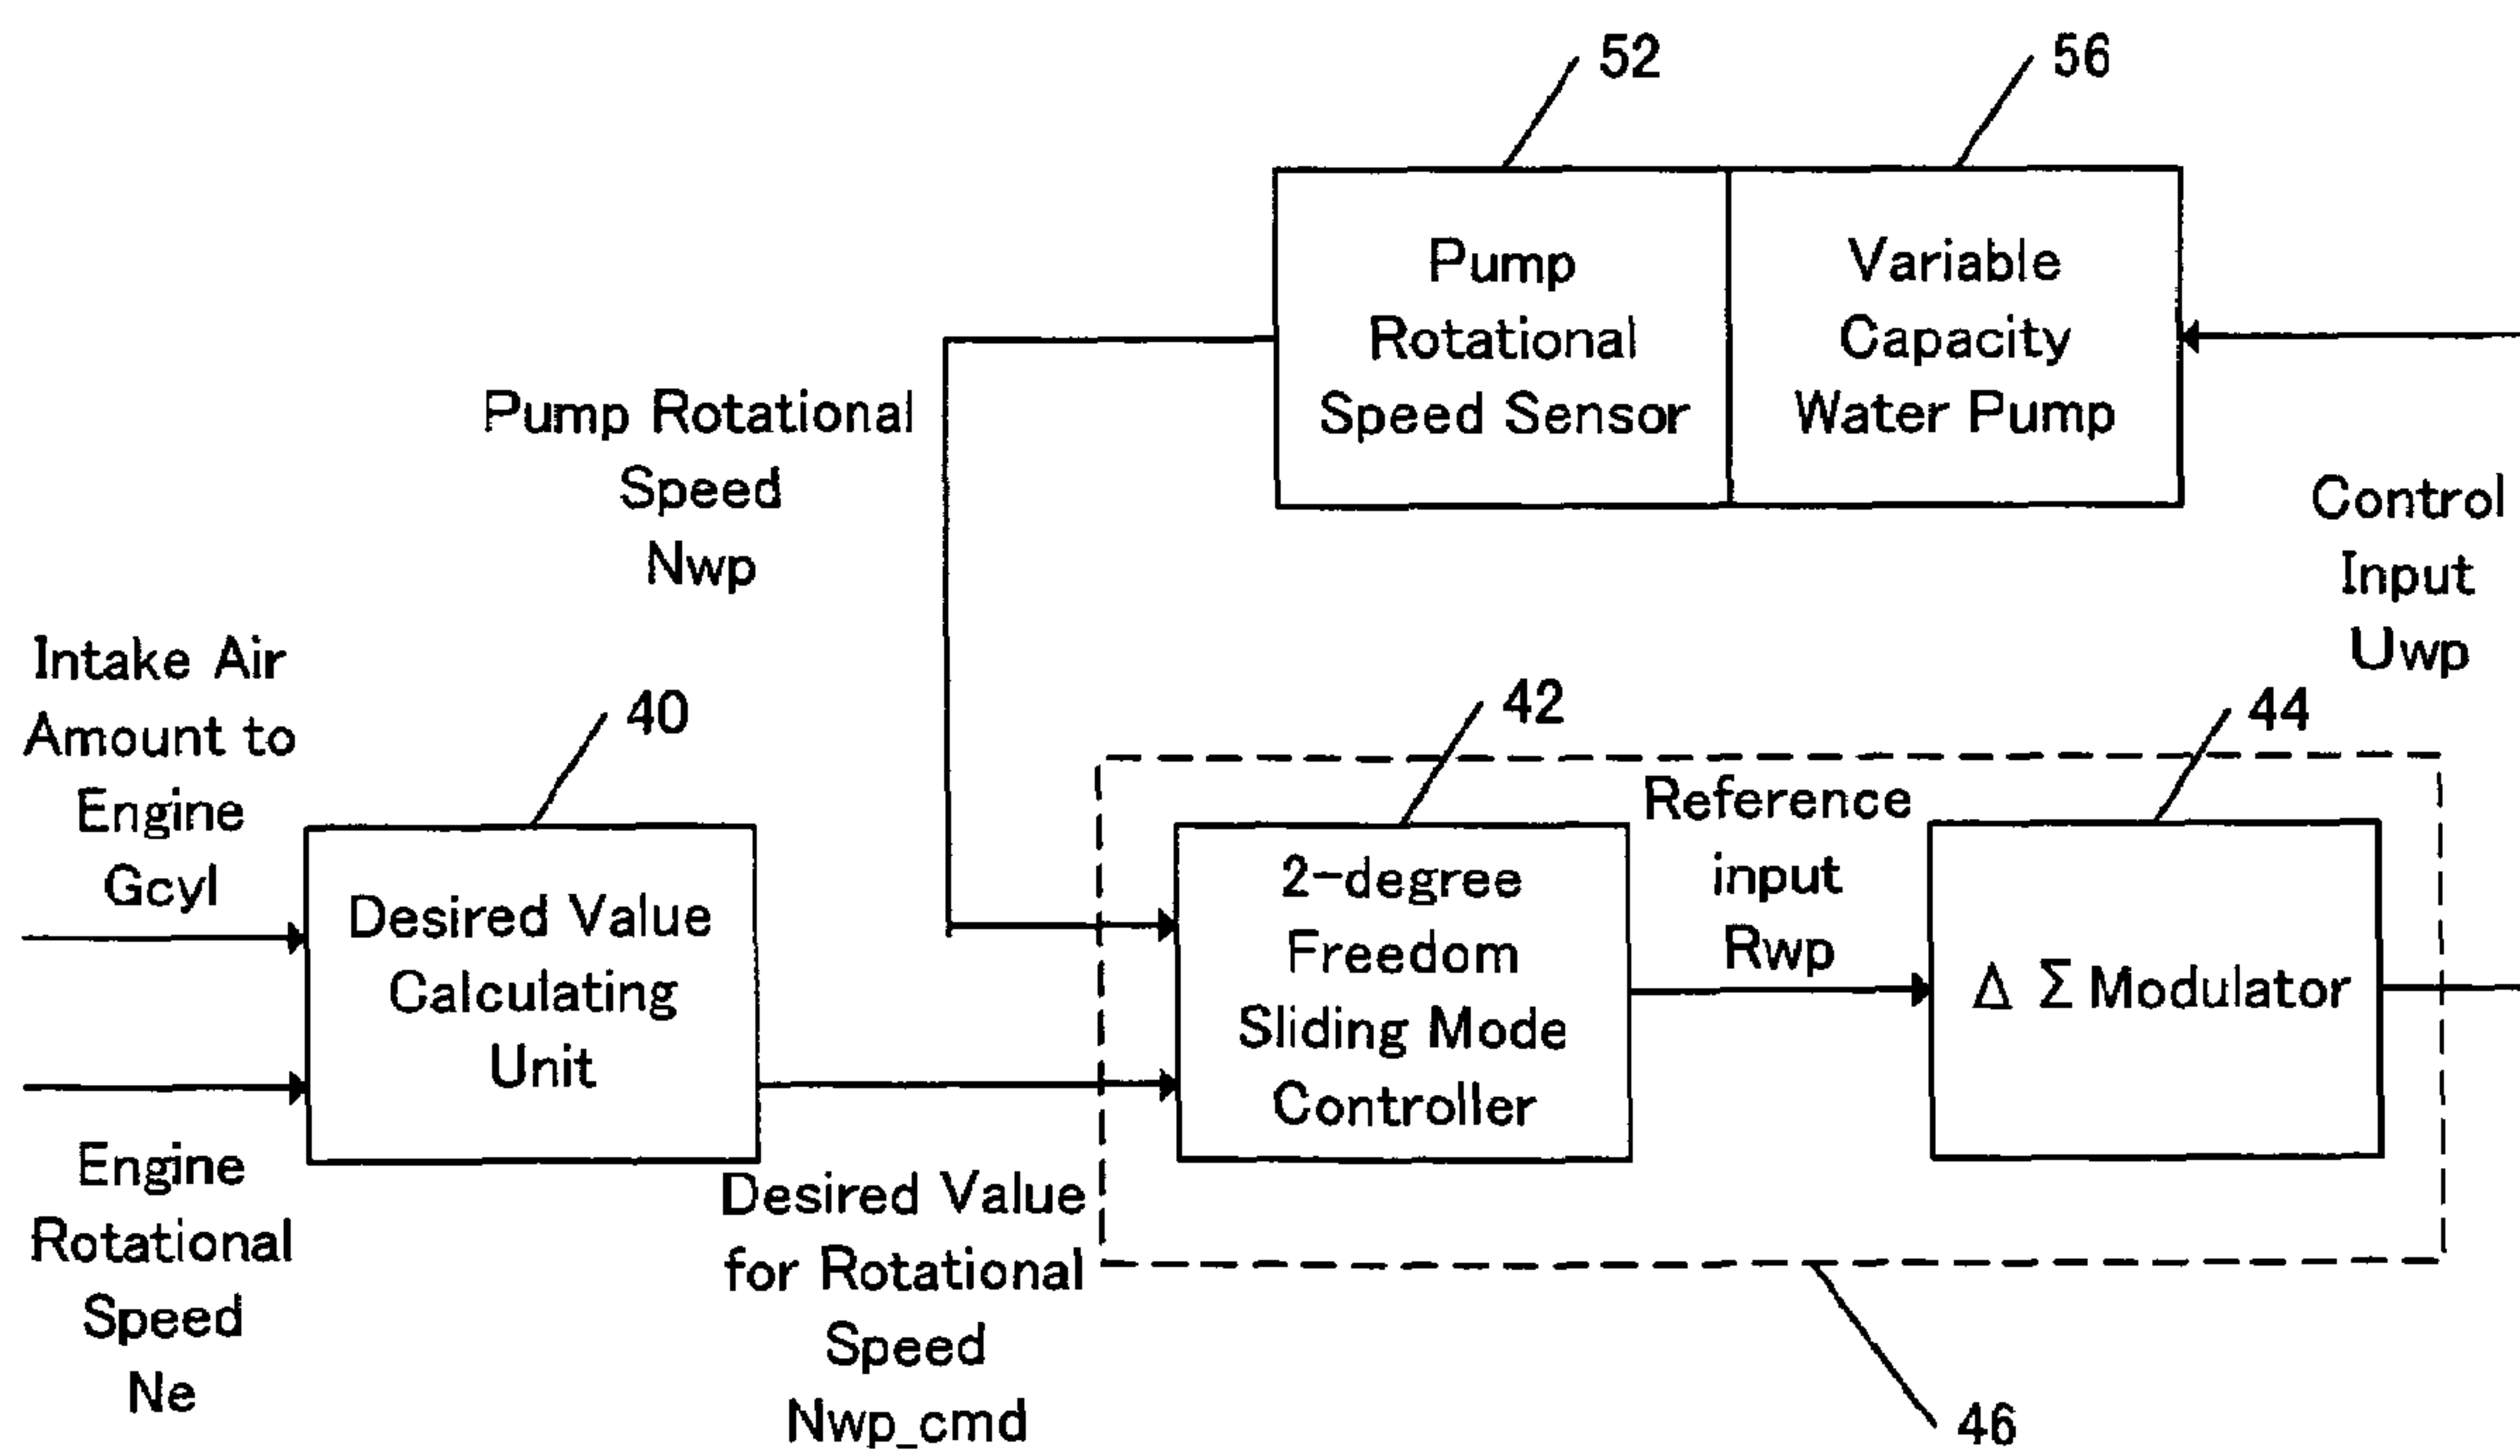 52
56
Pump
Rotational
Speed Sensor
Variable
Capacity
Water Pump
Pump Rotational
Speed
Nwp
Control
Input
Uwp
Intake Air
Amount to
Engine
Gcyl
40
42
44
Reference
input
Rwp
Desired Value
Calculating
Unit
2-degree
Freedom
Sliding Mode
Controller
Δ Σ Modulator
Engine
Rotational
Speed
Ne
Desired Value
for Rotational
Speed
Nwp_cmd
46